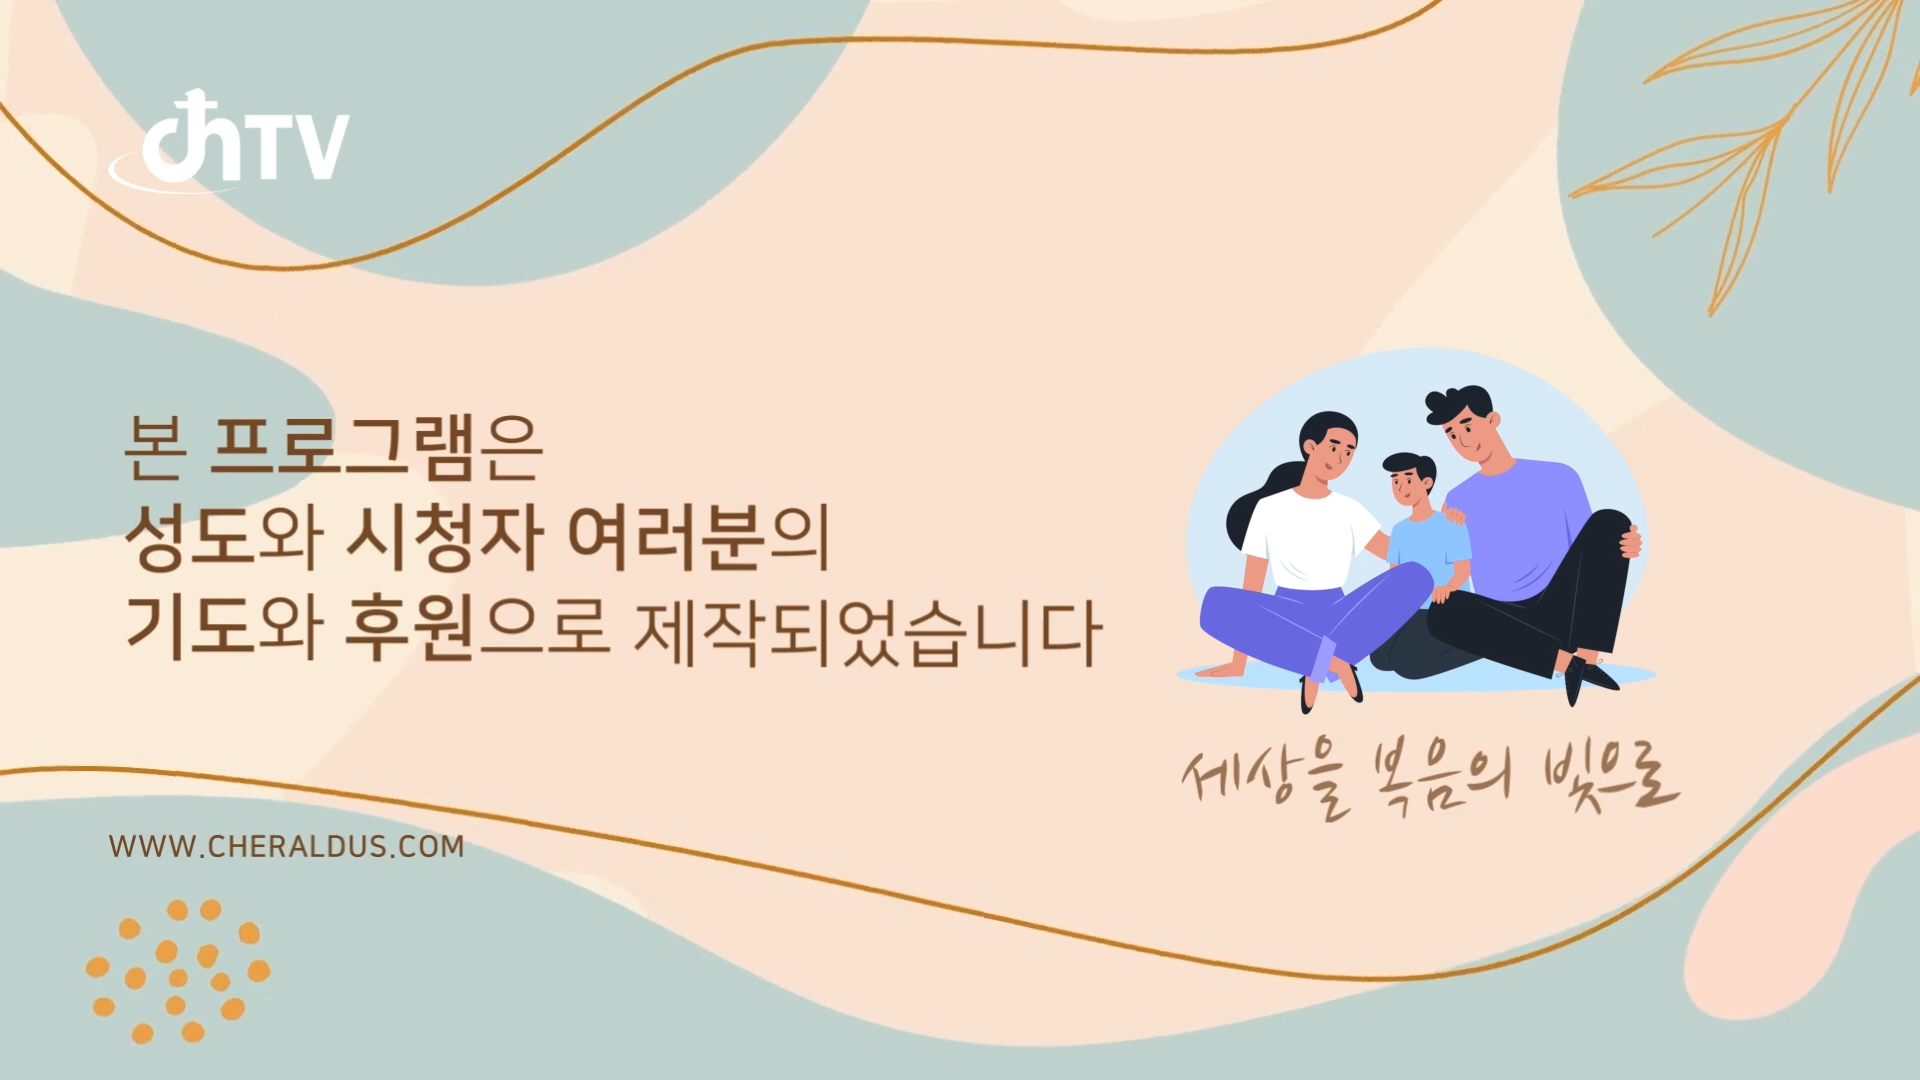 chTV
본 프로그램은
성도와 시청자 여러분의
기도와 후원으로 제작되었습니다
세상을 복음의 빛으로
WWW.CHERALDUS.COM